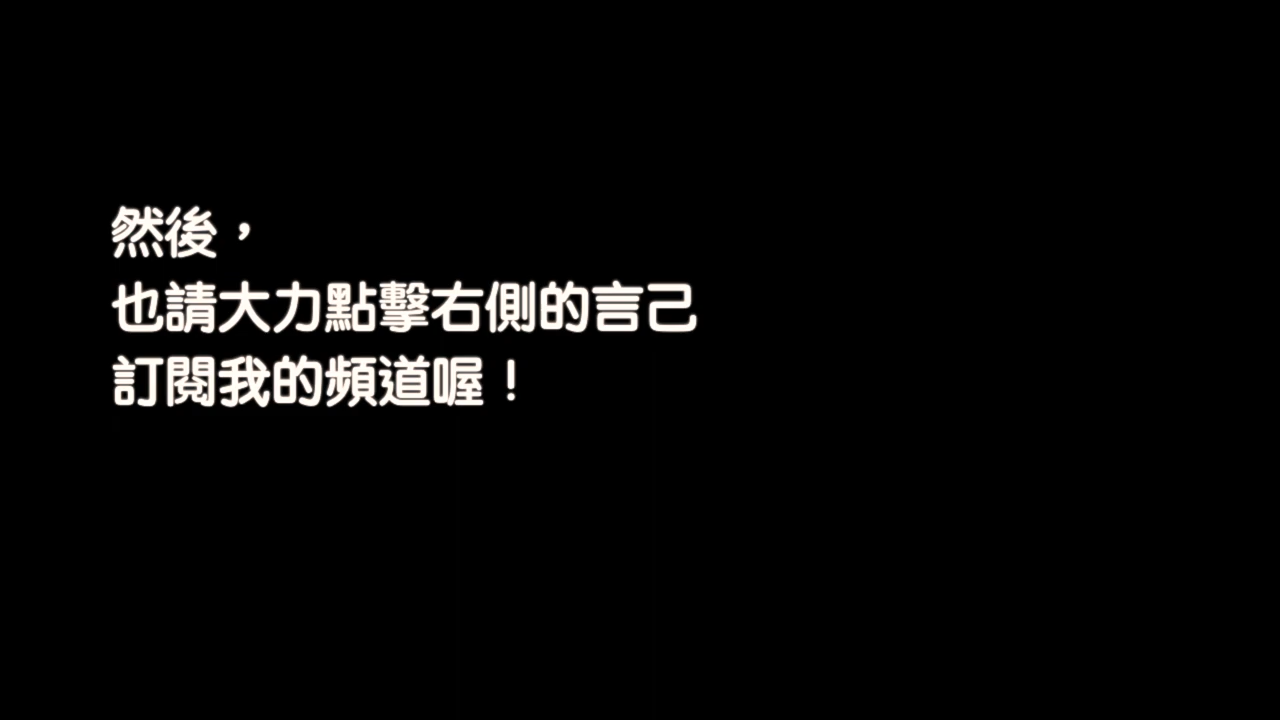 然後，
也請大力點擊右側的言己
訂閱我的頻道喔！